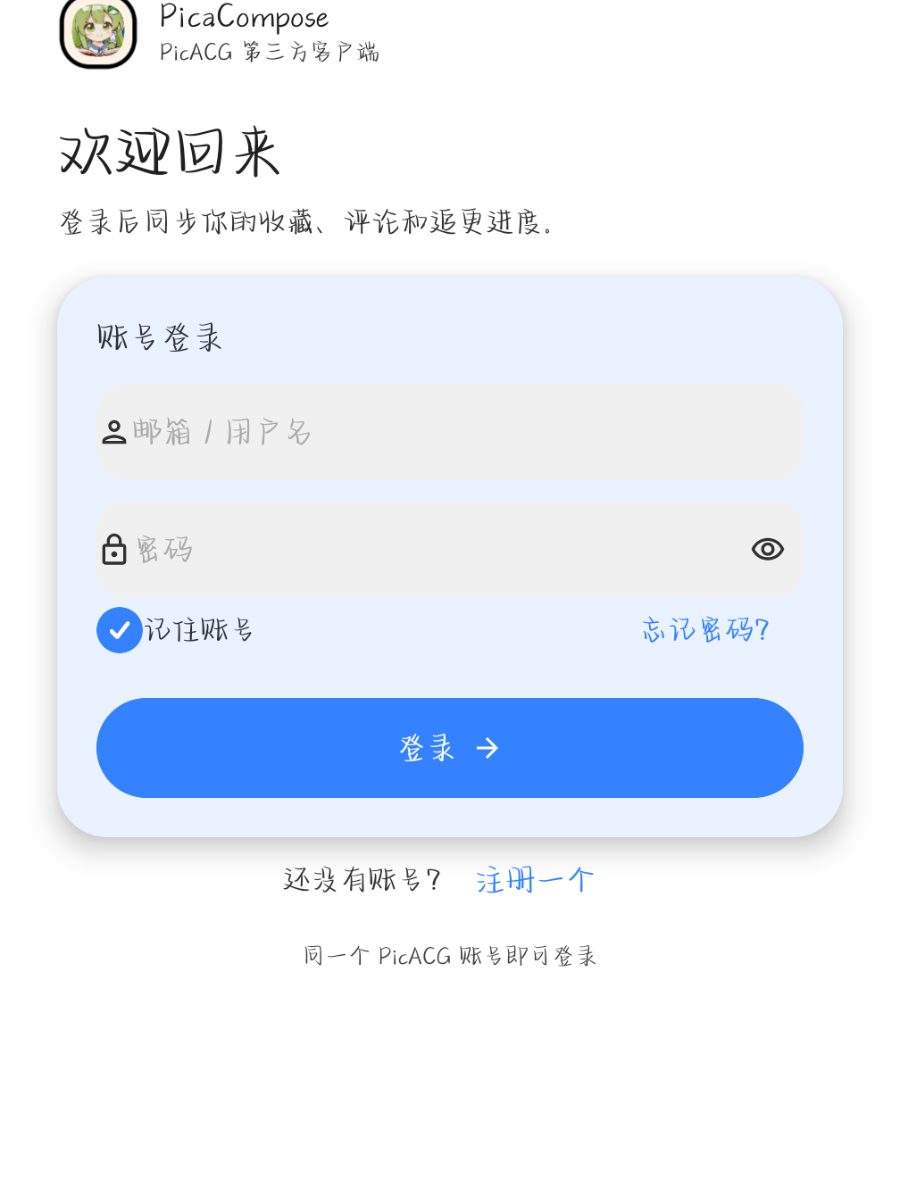 PicaCompose
PicACG 第三方客户端
欢迎回来
登录后同步你的收藏、评论和追更进度。
账号登录
邮箱 / 用户名
密码
记住账号 忘记密码?
登录 →
还没有账号? 注册一个
同一个 PicACG 账号即可登录